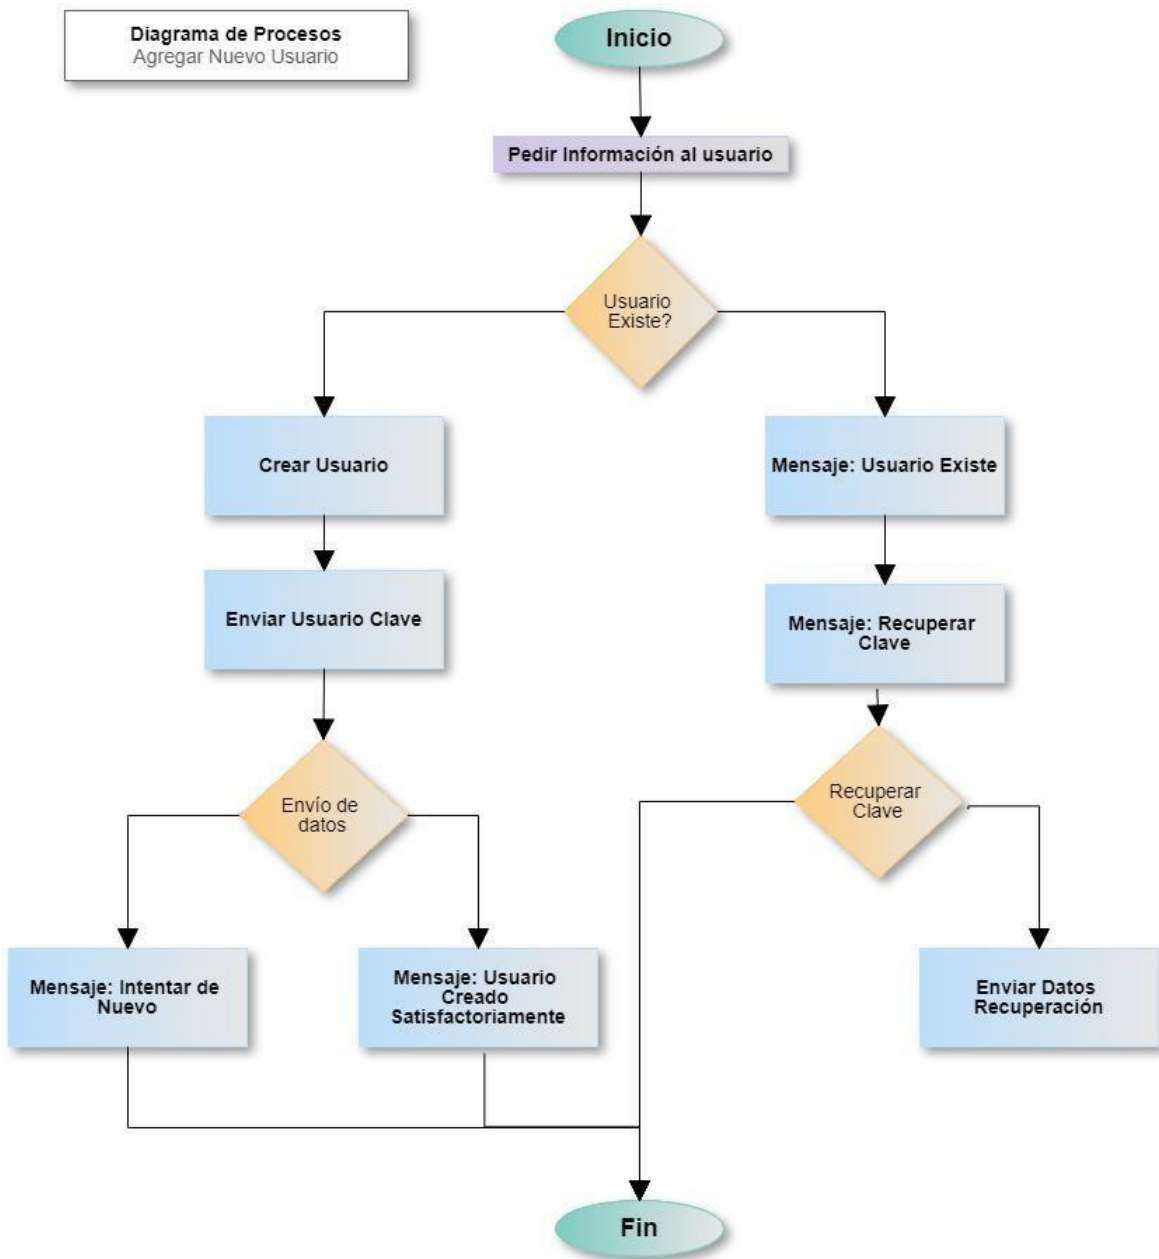 Diagrama de Procesos
Agregar Nuevo Usuario
Inicio
Pedir Información al usuario
Usuario
Existe?
Crear Usuario
Mensaje: Usuario Existe
Enviar Usuario Clave
Mensaje: Recuperar
Clave
Envío de
datos
Recuperar
Clave
Mensaje: Intentar de
Nuevo
Mensaje: Usuario
Creado
Satisfactoriamente
Enviar Datos
Recuperación
Fin